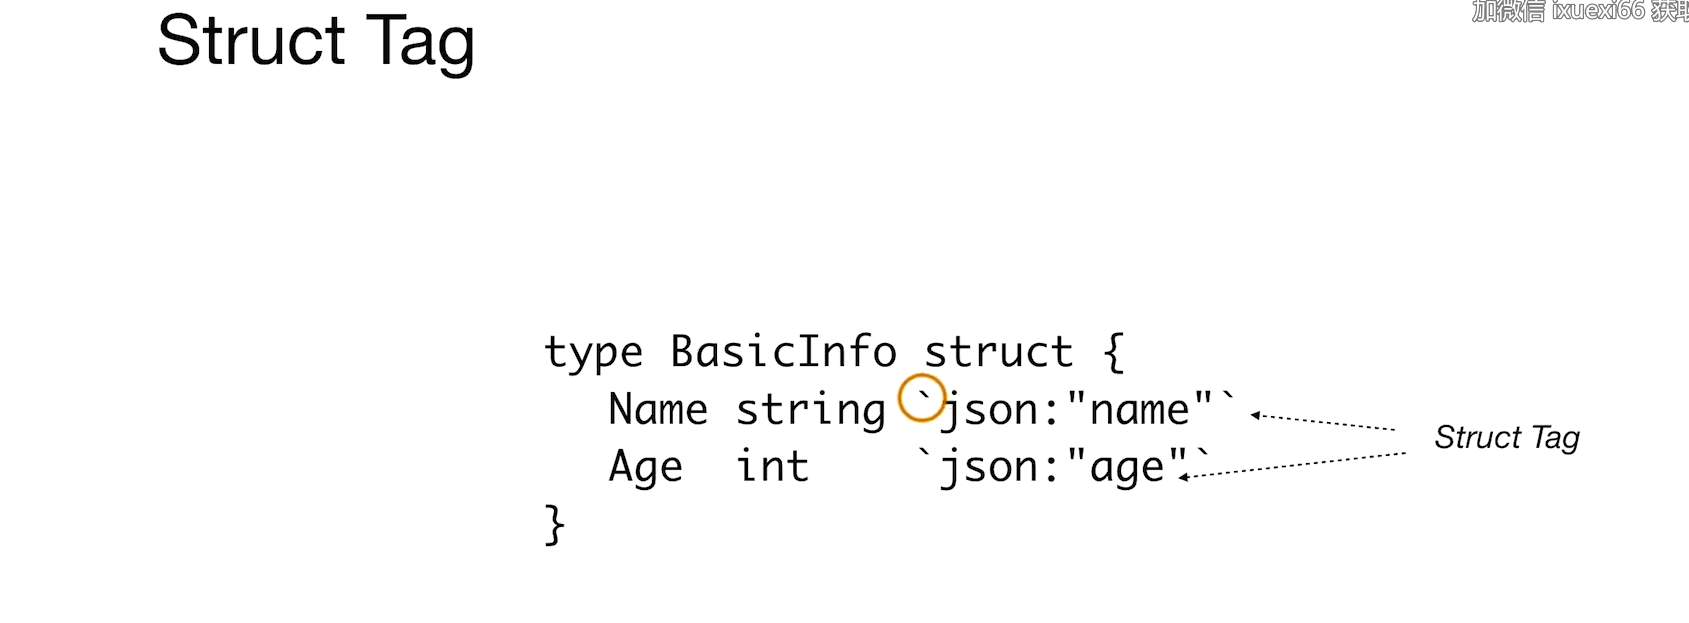 加微信 ixuexi66 获取
Struct Tag
type BasicInfo struct {
Name string `json:"name"`
Age int `json:"age"`
}
Struct Tag